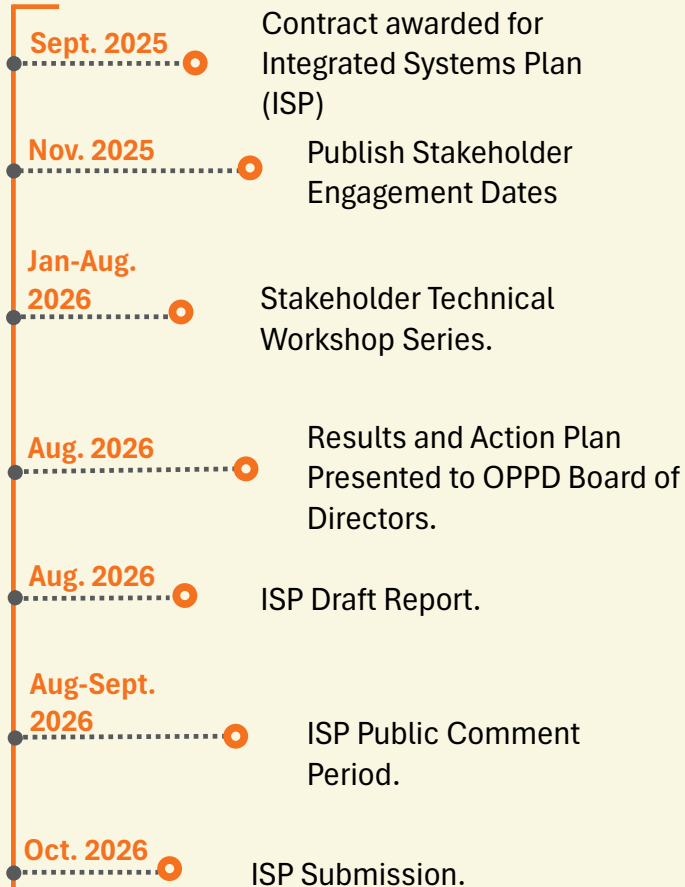 Sept. 2025
Contract awarded for
Integrated Systems Plan
(ISP)
Nov. 2025
Publish Stakeholder
Engagement Dates
Jan-Aug.
2026
Stakeholder Technical
Workshop Series.
Aug. 2026
Results and Action Plan
Presented to OPPD Board of
Directors.
Aug. 2026
ISP Draft Report.
Aug-Sept.
2026
ISP Public Comment
Period.
Oct. 2026
ISP Submission.